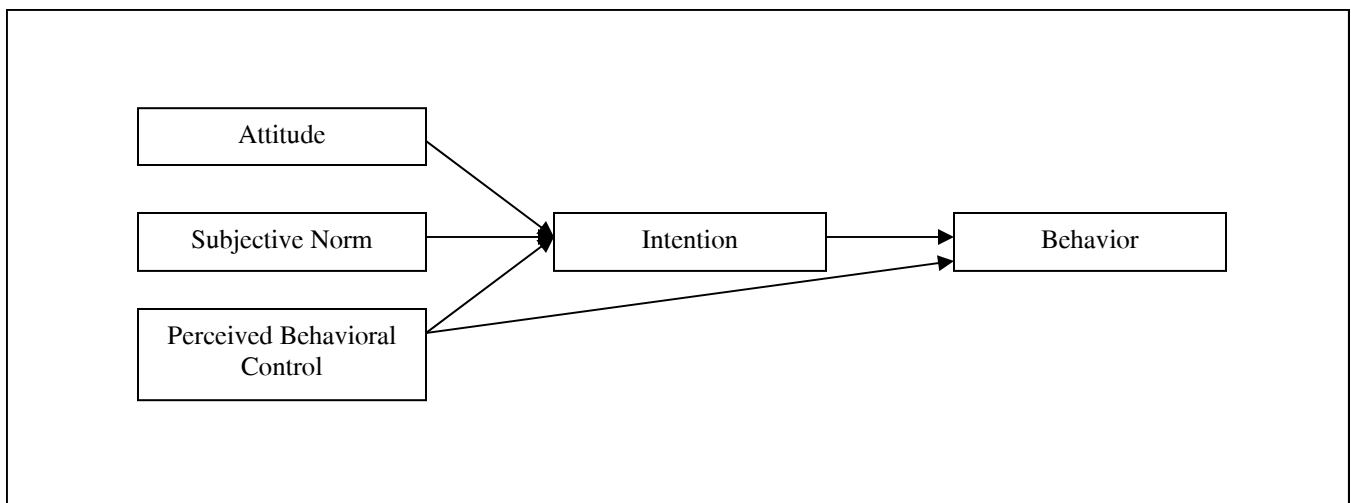 Attitude
Subjective Norm
Intention
Behavior
Perceived Behavioral
Control